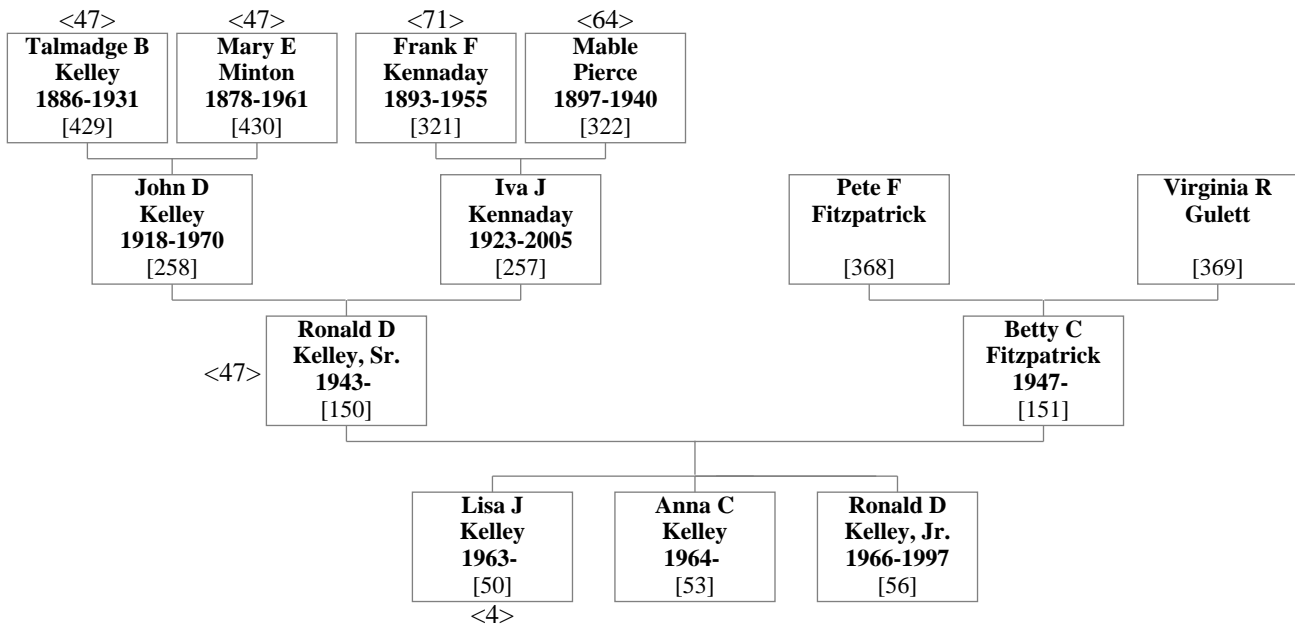 <47>
Talmadge B
Kelley
1886-1931
[429]
<47>
Mary E
Minton
1878-1961
[430]
<71>
Frank F
Kennaday
1893-1955
[321]
<64>
Mable
Pierce
1897-1940
[322]
John D
Kelley
1918-1970
[258]
Iva J
Kennaday
1923-2005
[257]
Pete F
Fitzpatrick
[368]
Virginia R
Gulett
[369]
<47>
Ronald D
Kelley, Sr.
1943-
[150]
Betty C
Fitzpatrick
1947-
[151]
Lisa J
Kelley
1963-
[50]
<4>
Anna C
Kelley
1964-
[53]
Ronald D
Kelley, Jr.
1966-1997
[56]